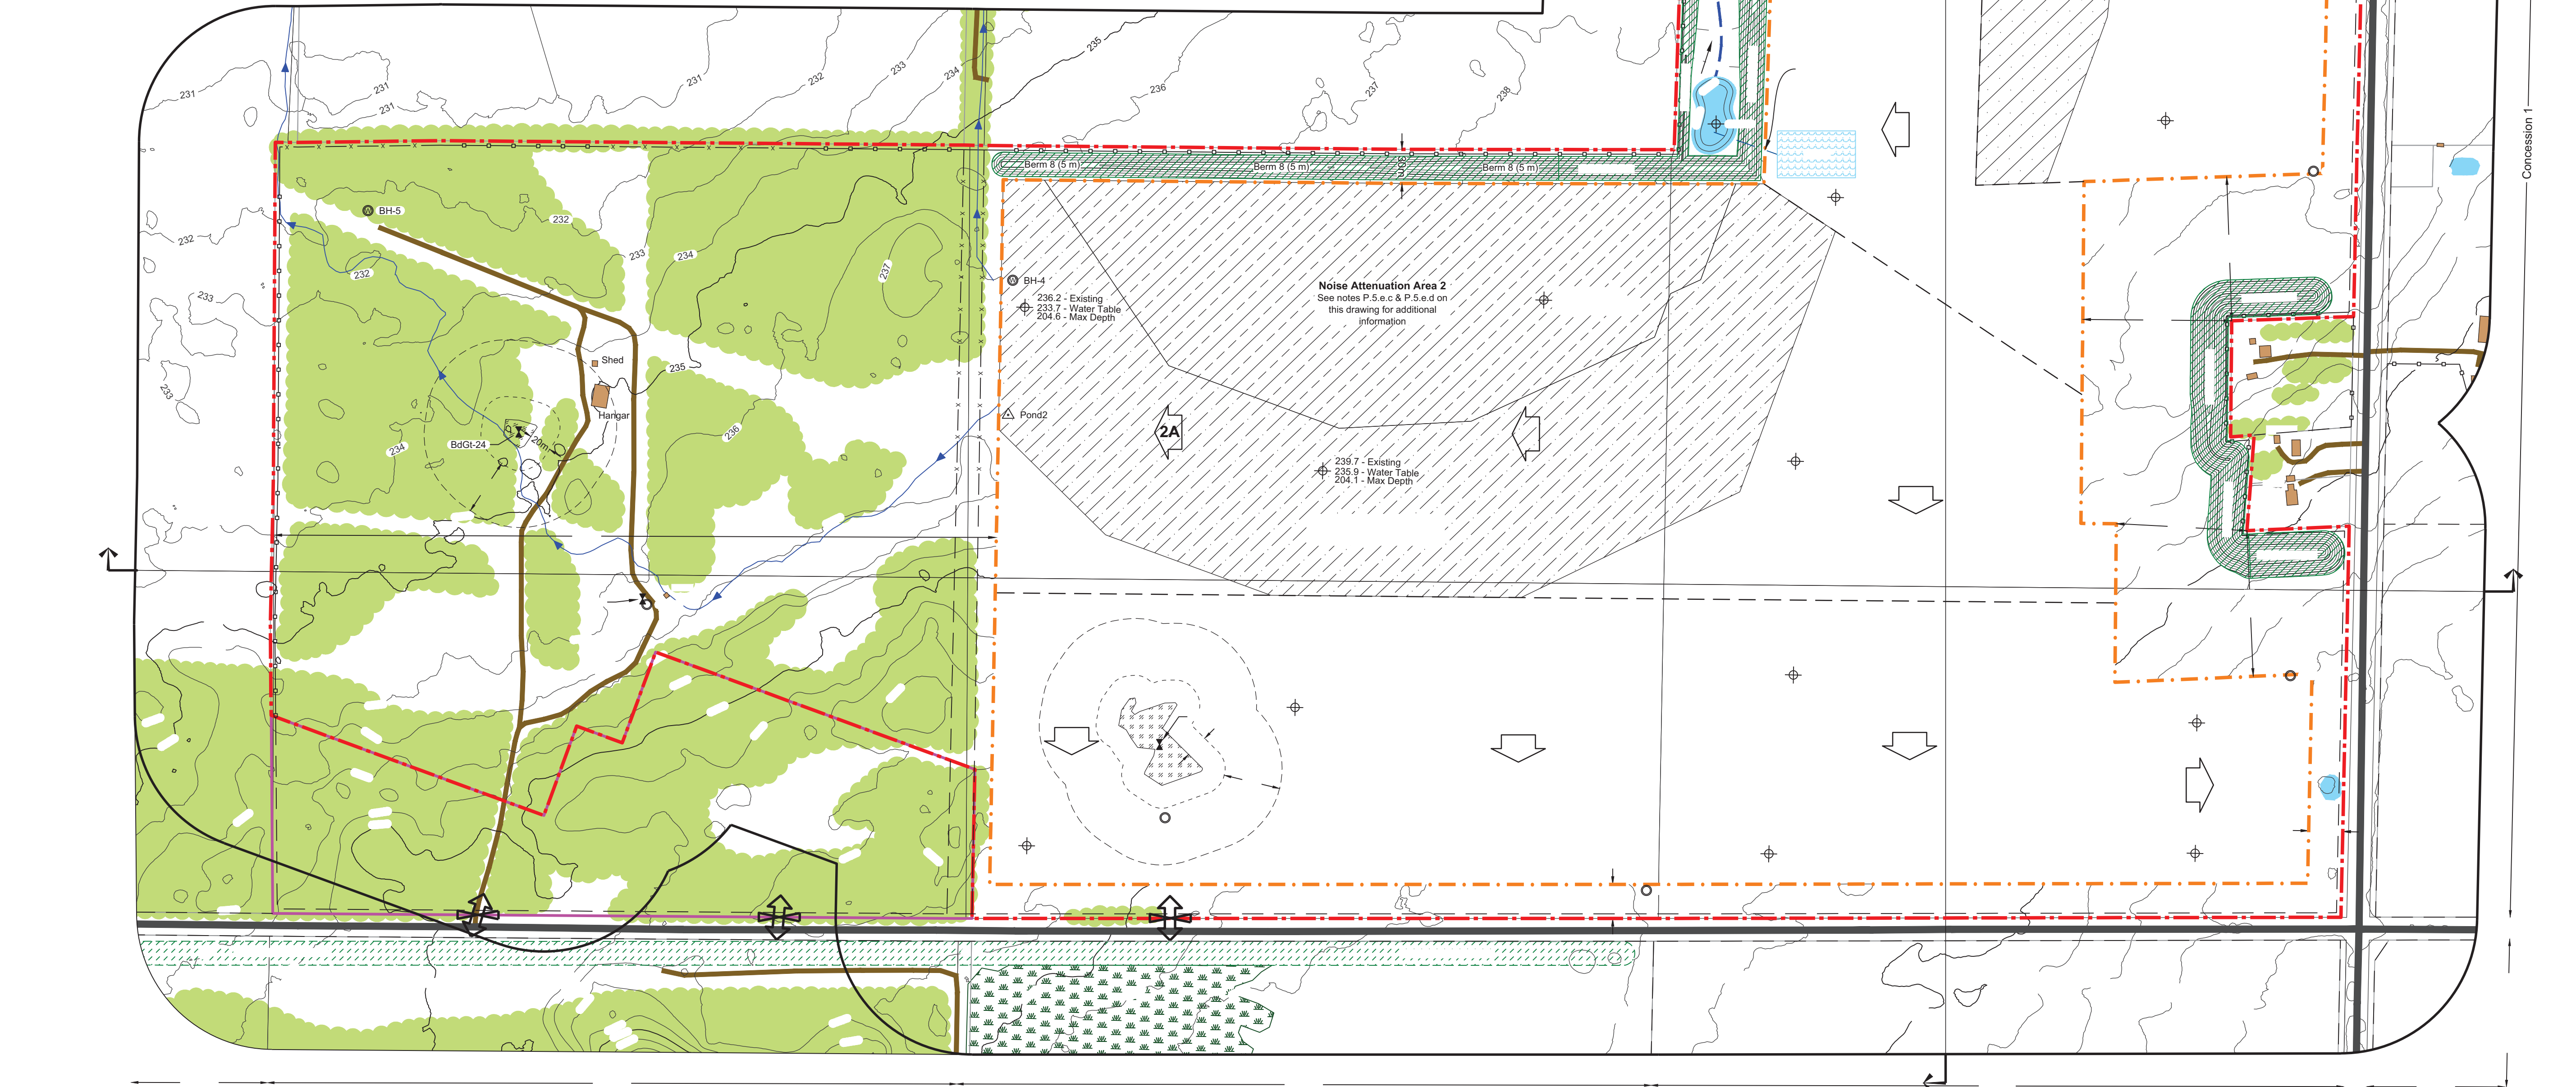 235
231
232
233
234
231
231
231
236
237
238
Concession 1
Berm 8 (5 m)
Berm 8 (5 m)
Berm 8 (5 m)
30m
BH-5
232
232
233
234
237
232
233
BH-4
236.2 - Existing
233.7 - Water Table
204.6 - Max Depth
Noise Attenuation Area 2
See notes P.5.e.c & P.5.e.d on
this drawing for additional
information
Shed
235
233
Hangar
Pond2
236
2A
BdGt-24
20m
234
239.7 - Existing
235.9 - Water Table
204.1 - Max Depth